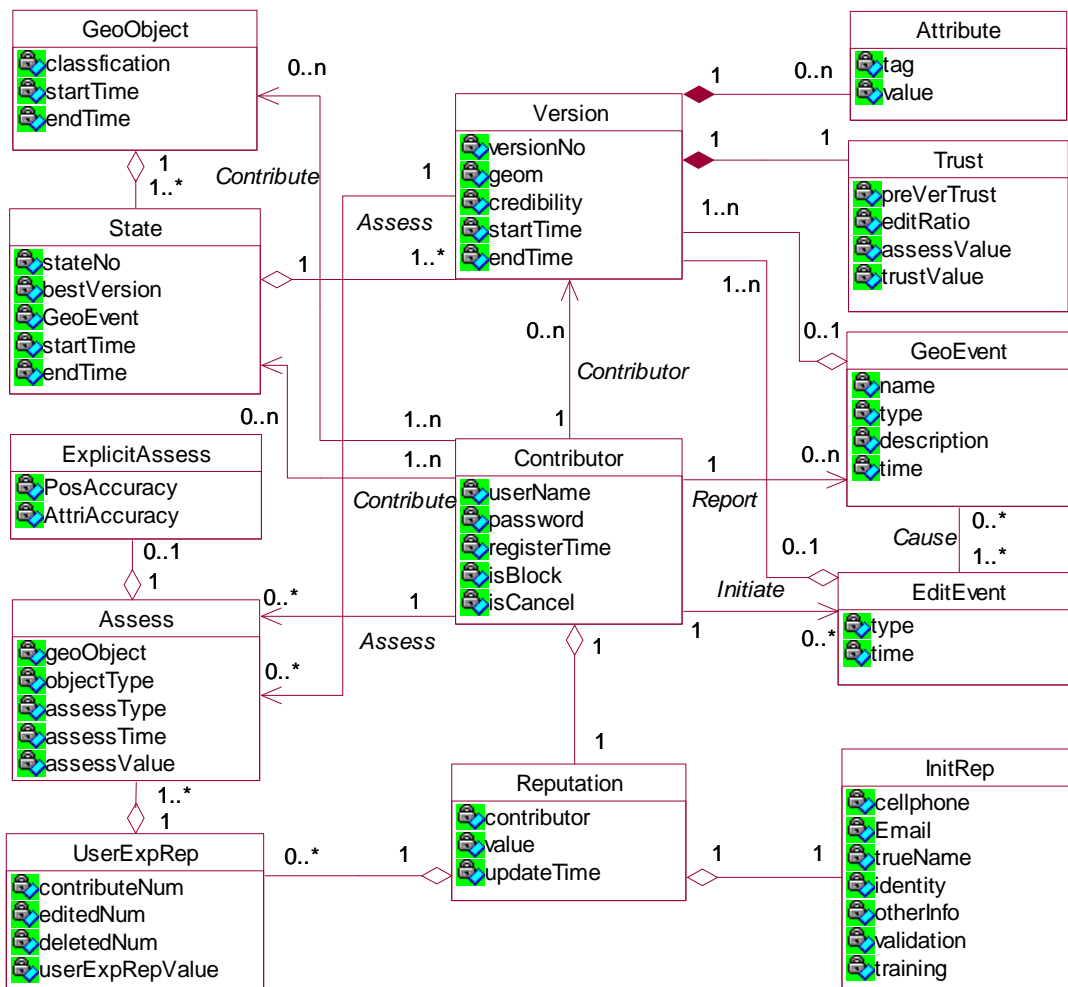 GeoObject
classfication
startTime
endTime
1
1..*
State
stateNo
bestVersion
GeoEvent
startTime
endTime
0..n
Contribute
1
Assess
1
1..*
0..n
1..n
1..n
Contribute
Version
versionNo
geom
credibility
startTime
endTime
1
0..n
1
1
1..n
1..n
Attribute
tag
value
Trust
preVerTrust
editRatio
assessValue
trustValue
0..1
GeoEvent
name
type
description
time
0..n
Contributor
1
ExplicitAssess
PosAccuracy
AttriAccuracy
0..1
1
Contributor
userName
password
registerTime
isBlock
isCancel
1
Report
0..n
0..*
Cause
1..*
0..1
Initiate
1
0..*
EditEvent
type
time
Assess
geoObject
objectType
assessType
assessTime
assessValue
0..*
1
Assess
0..*
1
1
1..*
1
UserExpRep
contributeNum
editedNum
deletedNum
userExpRepValue
0..*
1
Reputation
contributor
value
updateTime
1
1
InitRep
cellphone
Email
trueName
identity
otherInfo
validation
training